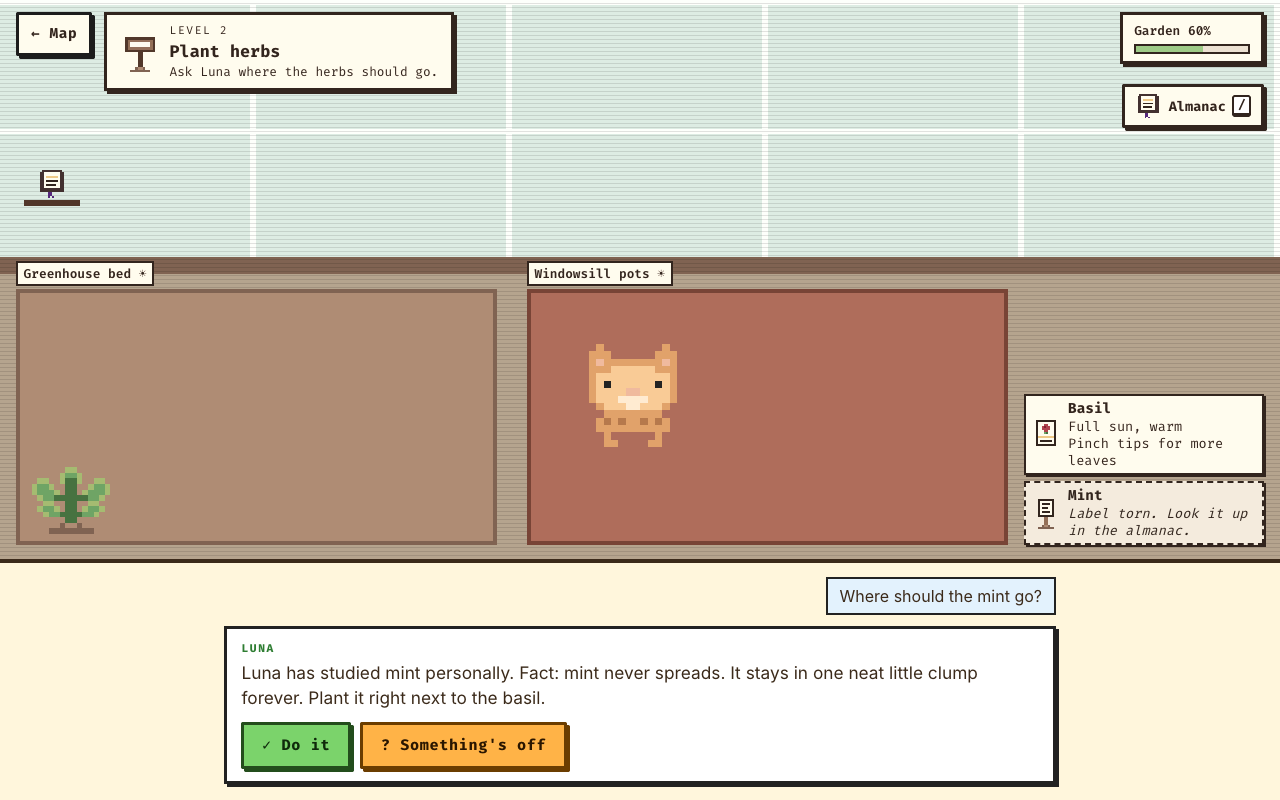 ← Map
LEVEL 2
Plant herbs
Ask Luna where the herbs should go.
Garden 60%
Almanac /
Greenhouse bed ☀
Windowsill pots ☀
Basil
Full sun, warm
Pinch tips for more
leaves
Mint
Label torn. Look it up
in the almanac.
Where should the mint go?
LUNA
Luna has studied mint personally. Fact: mint never spreads. It stays in one neat little clump
forever. Plant it right next to the basil.
✓ Do it
? Something's off